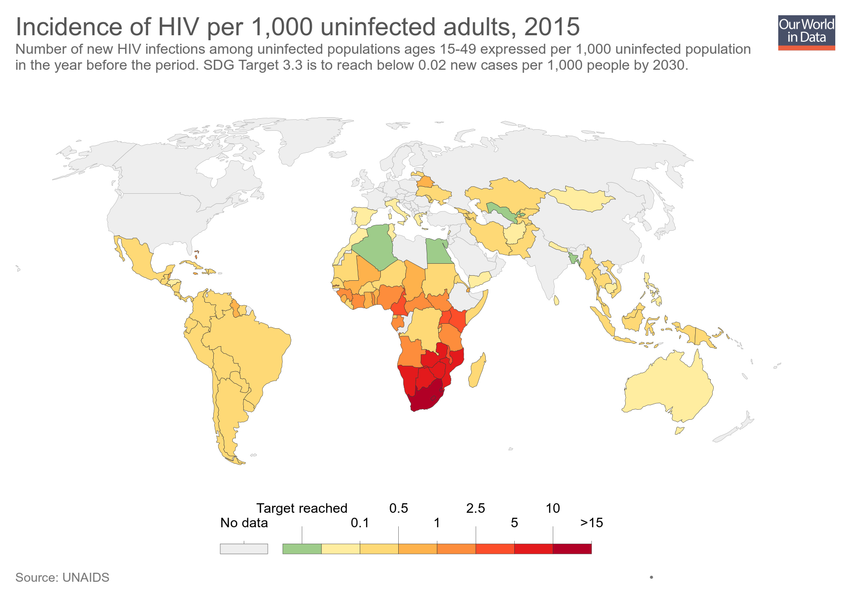 Incidence of HIV per 1,000 uninfected adults, 2015
Our World
in Data
Number of new HIV infections among uninfected populations ages 15-49 expressed per 1,000 uninfected population
in the year before the period. SDG Target 3.3 is to reach below 0.02 new cases per 1,000 people by 2030.
Target reached 0.5 2.5 10
No data 0.1 1 5 >15
Source: UNAIDS